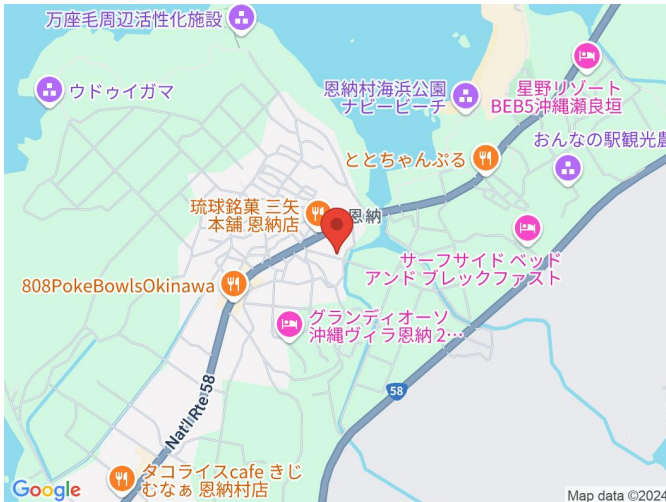 万座毛周辺活性化施設
ウドゥイガマ
恩納村海浜公園
ナビービーチ
星野リゾート
BEB5沖縄瀬良垣
ととちゃんぷる
おんなの駅観光農
琉球銘菓 三矢
本舗 恩納店
恩納
サーフサイド ベッド
アンド ブレックファスト
808PokeBowlsOkinawa
グランディオーソ
沖縄ヴィラ恩納 2...
58
Nat'l Rte 58
タコライスcafe きじ
むなぁ 恩納村店
Google
Map data ©2024